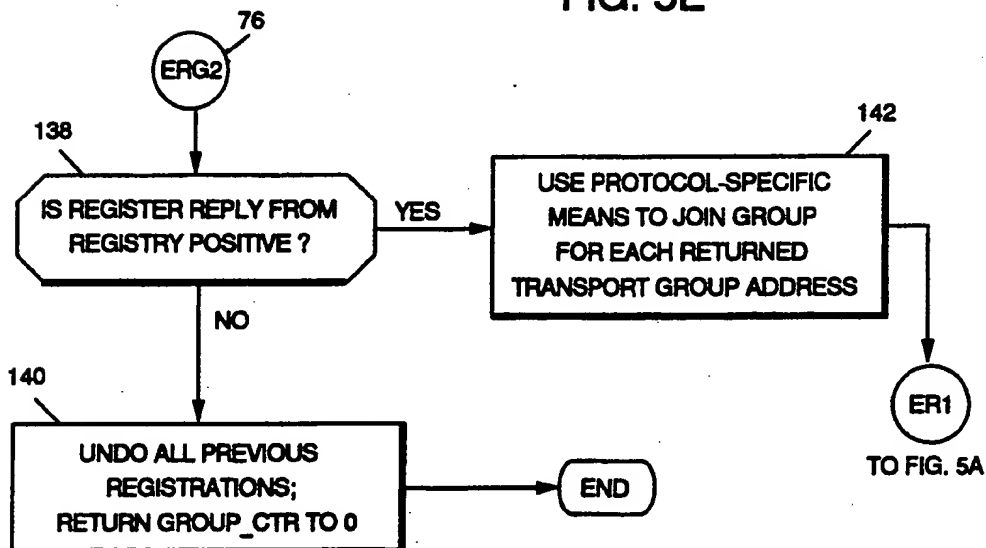 FIG. 5E
76
ERG2
138
IS REGISTER REPLY FROM
REGISTRY POSITIVE ?
YES
142
USE PROTOCOL-SPECIFIC
MEANS TO JOIN GROUP
FOR EACH RETURNED
TRANSPORT GROUP ADDRESS
NO
ER1
TO FIG. 5A
140
UNDO ALL PREVIOUS
REGISTRATIONS;
RETURN GROUP_CTR TO 0
END